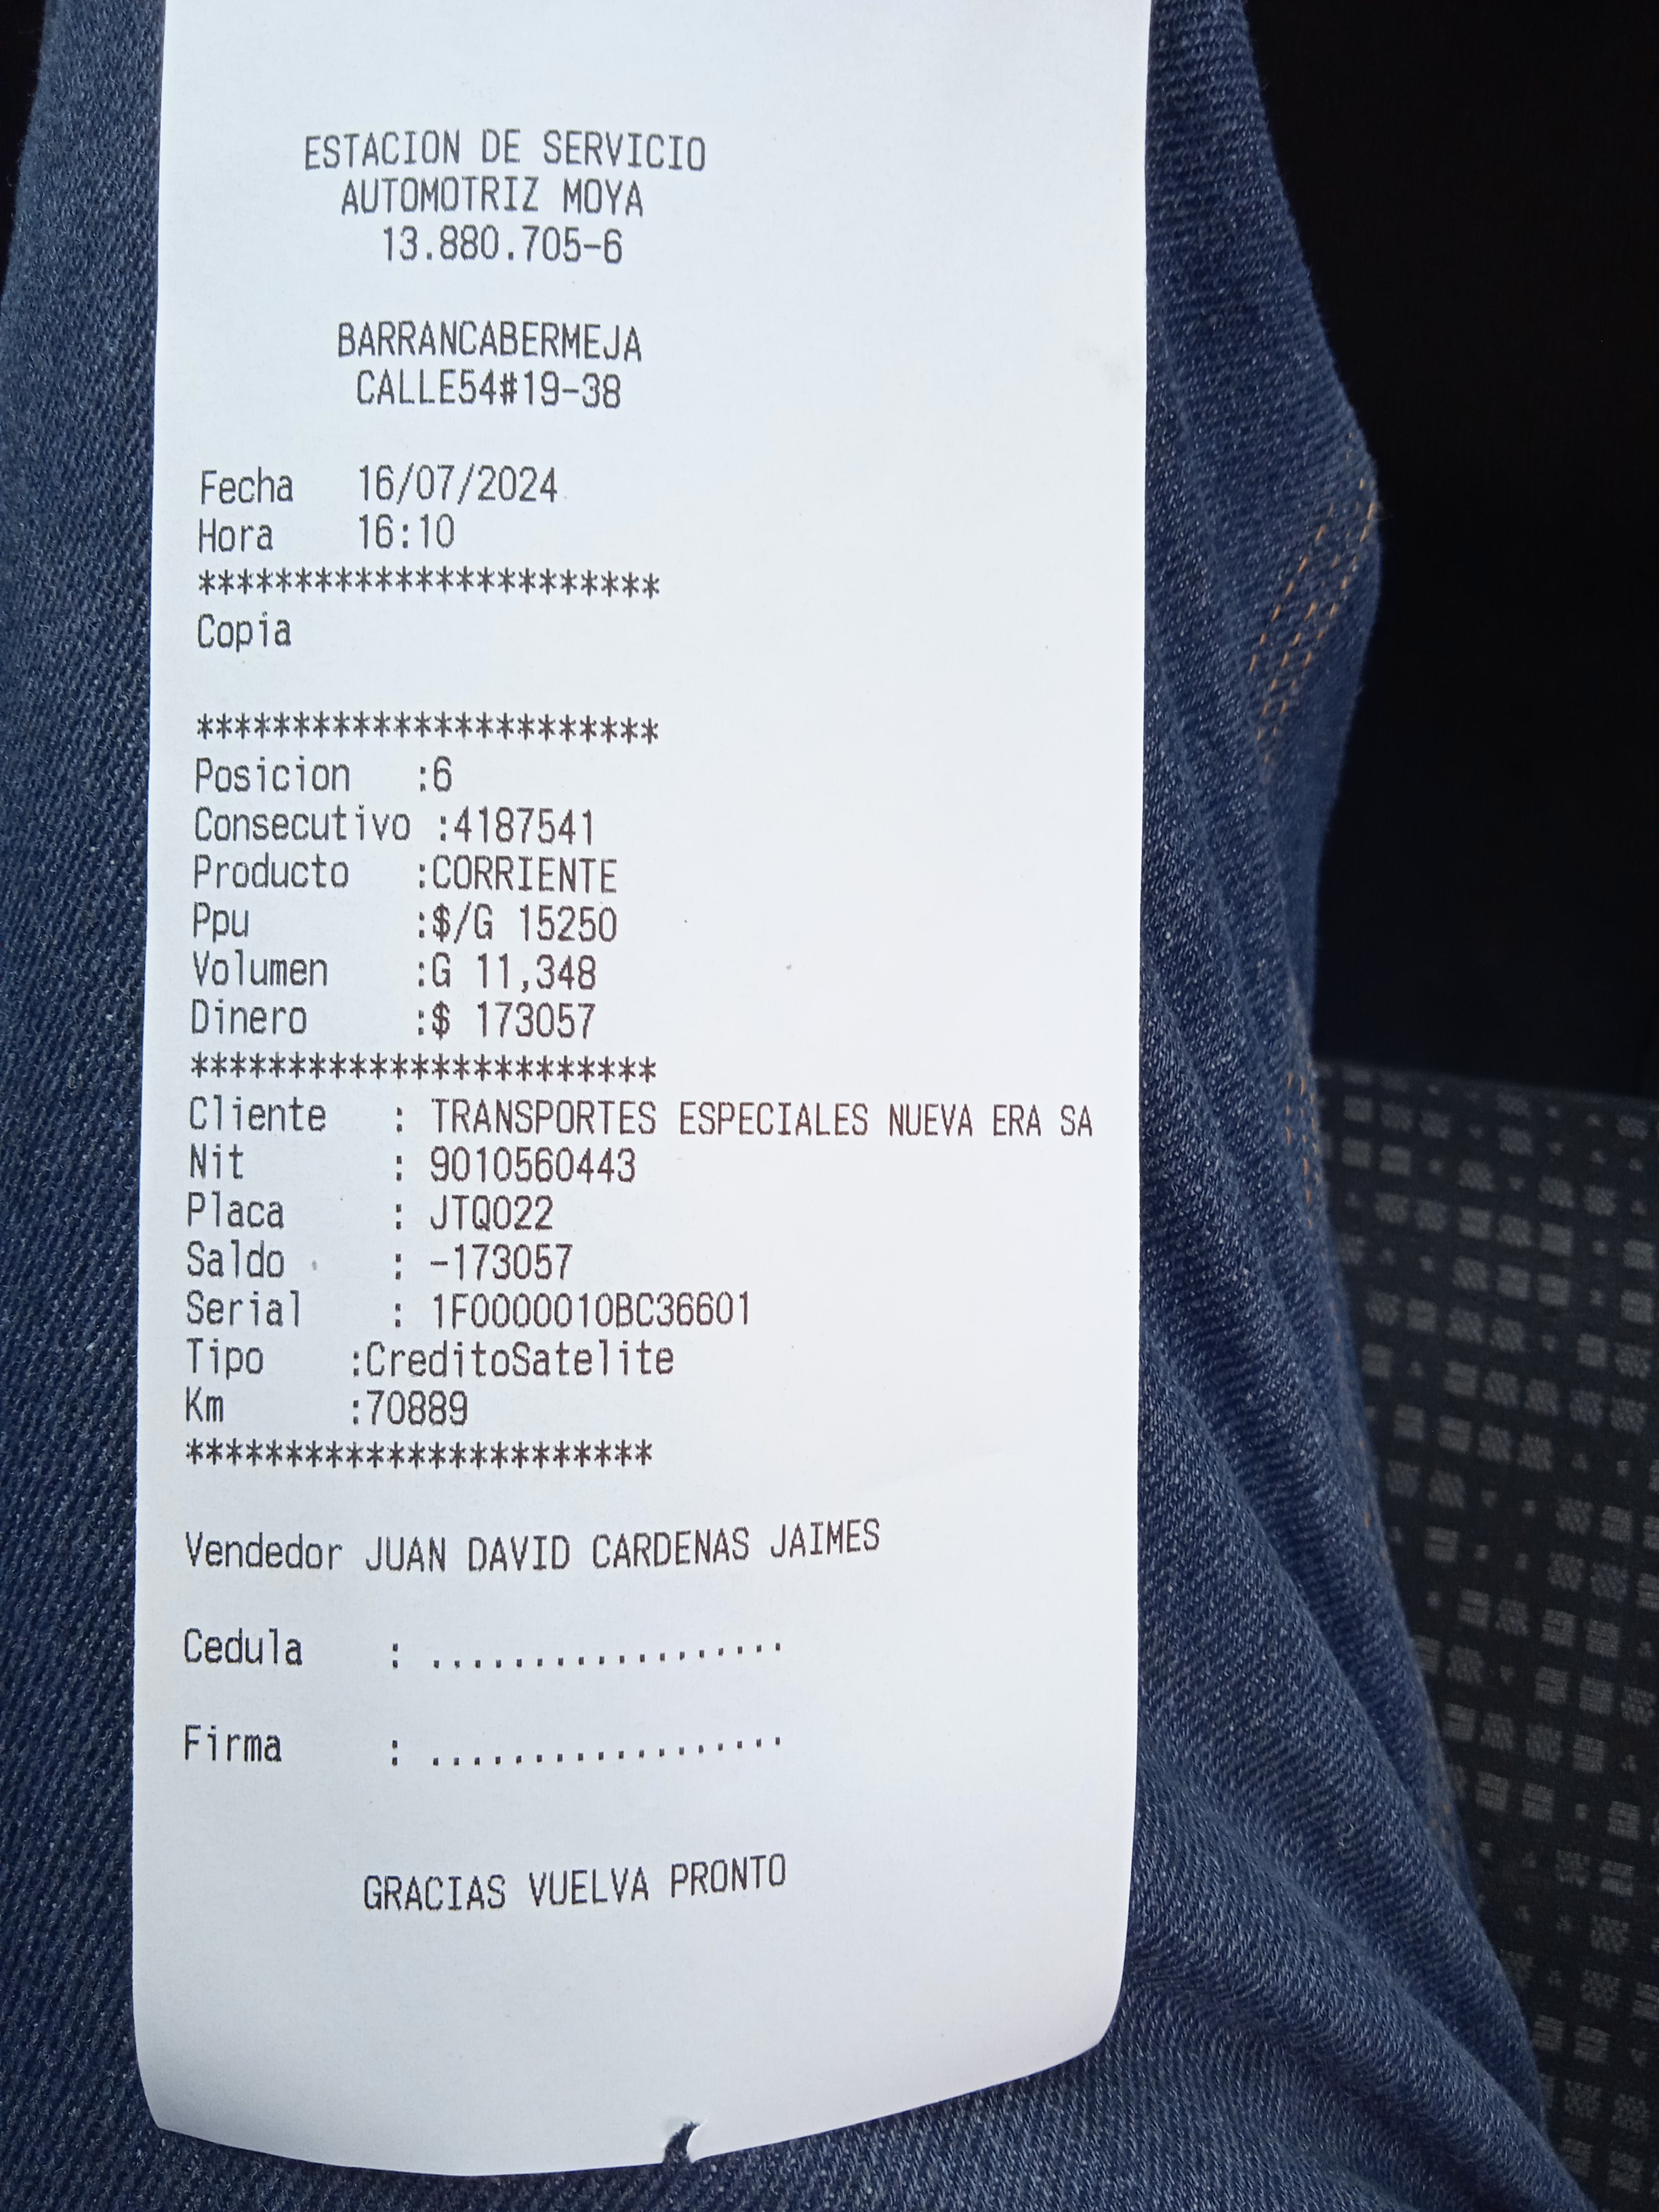 ESTACION DE SERVICIO
AUTOMOTRIZ MOYA
13.880.705-6
BARRANCABERMEJA
CALLE54#19-38
Fecha 16/07/2024
Hora 16:10
************************
Copia
************************
Posicion :6
Consecutivo :4187541
Producto :CORRIENTE
Ppu :$/G 15250
Volumen :G 11,348
Dinero :$ 173057
************************
Cliente : TRANSPORTES ESPECIALES NUEVA ERA SA
Nit : 9010560443
Placa : JTQ022
Saldo : -173057
Serial : 1F0000010BC36601
Tipo :CreditoSatelite
Km :70889
************************
Vendedor JUAN DAVID CARDENAS JAIMES
Cedula : ..................
Firma : ..................
GRACIAS VUELVA PRONTO